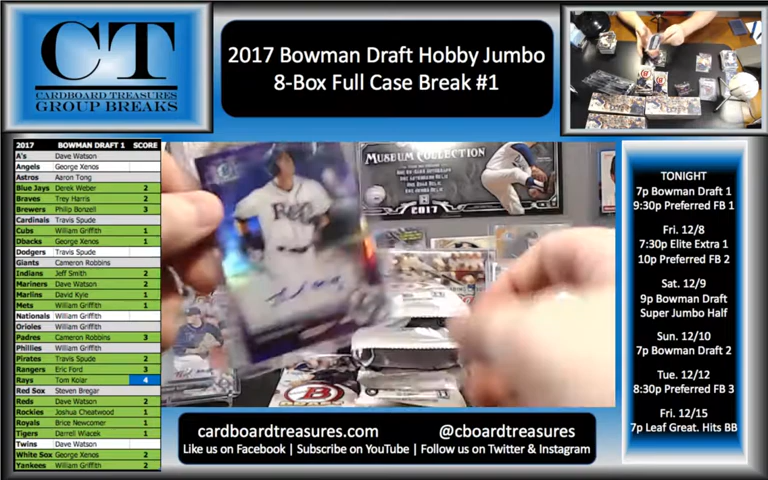 CT
CARDBOARD TREASURES
GROUP BREAKS
2017 Bowman Draft Hobby Jumbo
8-Box Full Case Break #1
2017 BOWMAN DRAFT 1 SCORE
A's Dave Watson
Angels George Xenos
Astros Aaron Tong
Blue Jays Derek Weber 2
Braves Trey Harris 2
Brewers Philip Bonzell 3
Cardinals Travis Spude
Cubs William Griffith 1
Dbacks George Xenos 1
Dodgers Travis Spude
Giants Cameron Robbins
Indians Jeff Smith 2
Mariners Dave Watson 2
Marlins David Kyle 1
Mets William Griffith 1
Nationals William Griffith
Orioles William Griffith
Padres Cameron Robbins 3
Phillies William Griffith
Pirates Travis Spude 2
Rangers Eric Ford 3
Rays Tom Kolar 4
Red Sox Steven Bregar
Reds Dave Watson 2
Rockies Joshua Cheatwood 1
Royals Brice Newcomer 1
Tigers Darrell Wiacek 1
Twins Dave Watson
White Sox George Xenos 2
Yankees William Griffith 2
MUSEUM COLLECTION
2017
B
TONIGHT
7p Bowman Draft 1
9:30p Preferred FB 1
Fri. 12/8
7:30p Elite Extra 1
10p Preferred FB 2
Sat. 12/9
9p Bowman Draft
Super Jumbo Half
Sun. 12/10
7p Bowman Draft 2
Tue. 12/12
8:30p Preferred FB 3
Fri. 12/15
7p Leaf Great. Hits BB
cardboardtreasures.com @cboardtreasures
Like us on Facebook | Subscribe on YouTube | Follow us on Twitter & Instagram